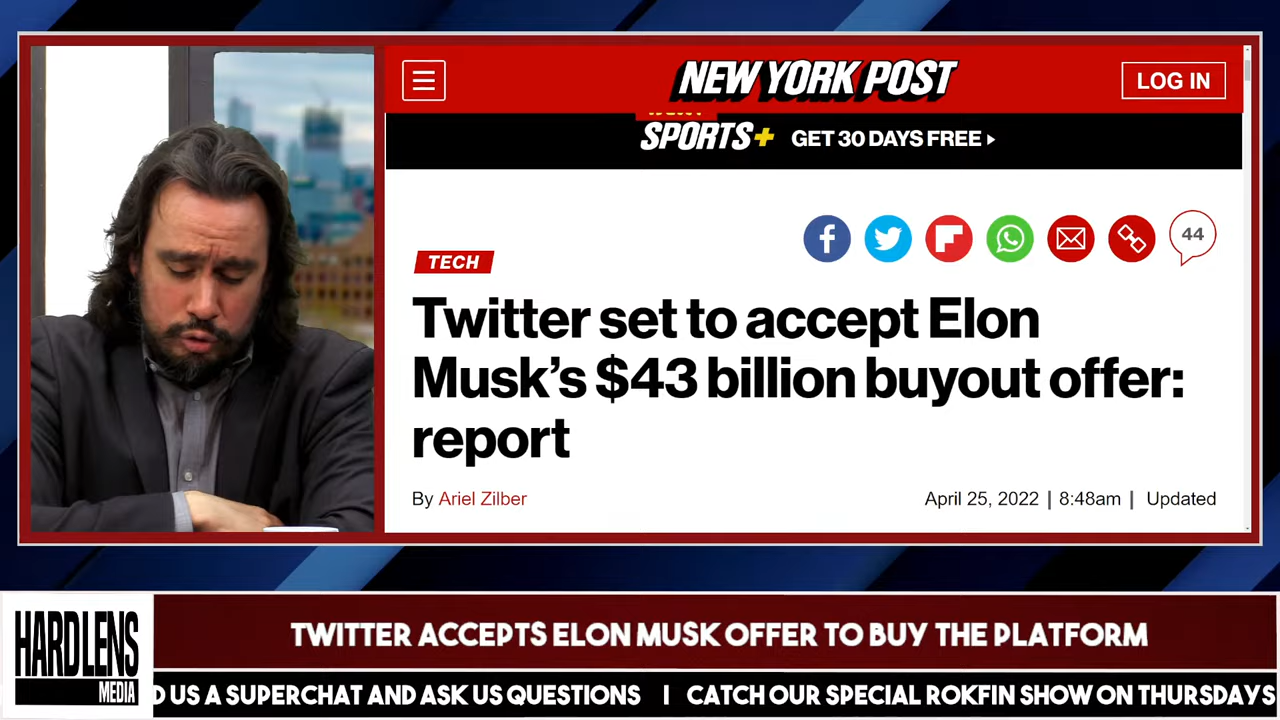 NEW YORK POST
LOG IN
SPORTS+ GET 30 DAYS FREE
44
TECH
Twitter set to accept Elon
Musk's $43 billion buyout offer:
report
By Ariel Zilber
April 25, 2022 | 8:48am | Updated
HARDLENS
MEDIA
TWITTER ACCEPTS ELON MUSK OFFER TO BUY THE PLATFORM
D US A SUPERCHAT AND ASK US QUESTIONS | CATCH OUR SPECIAL ROKFIN SHOW ON THURSDAYS